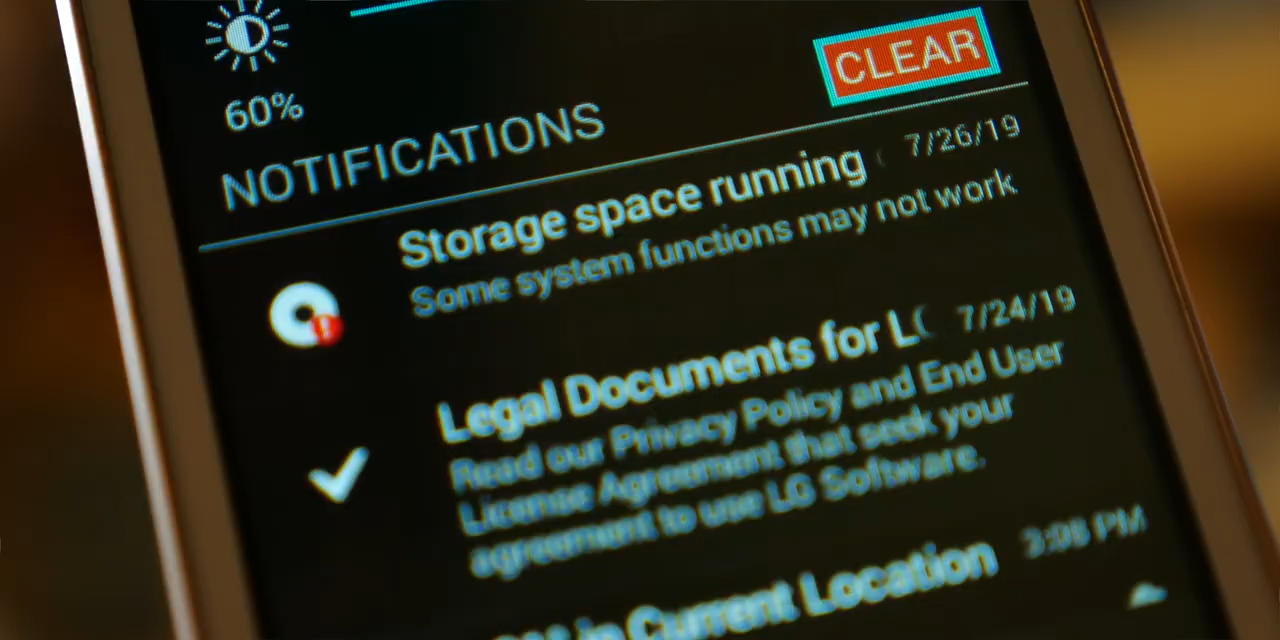 60%
CLEAR
NOTIFICATIONS
Storage space running
7/26/19
Some system functions may not work
Legal Documents for L
7/24/19
Read our Privacy Policy and End User
License Agreement that seek your
agreement to use LG Software.
in Current Location
3:08 PM